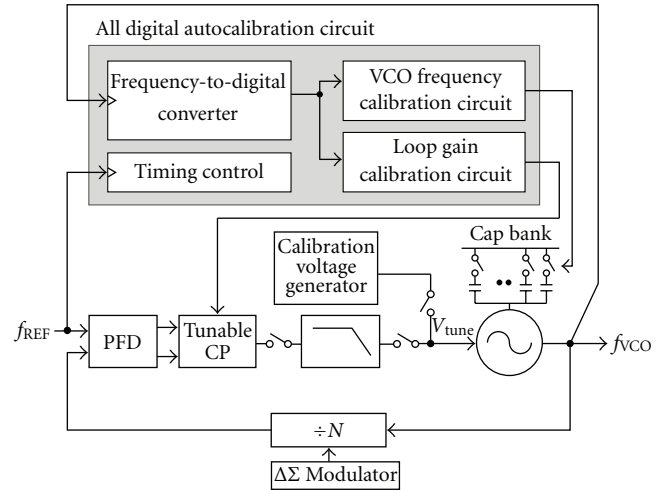 All digital autocalibration circuit
Frequency-to-digital
converter
VCO frequency
calibration circuit
Timing control
Loop gain
calibration circuit
Calibration
voltage
generator
Cap bank
fREF
PFD
Tunable
CP
Vtune
fVCO
÷N
ΔΣ Modulator